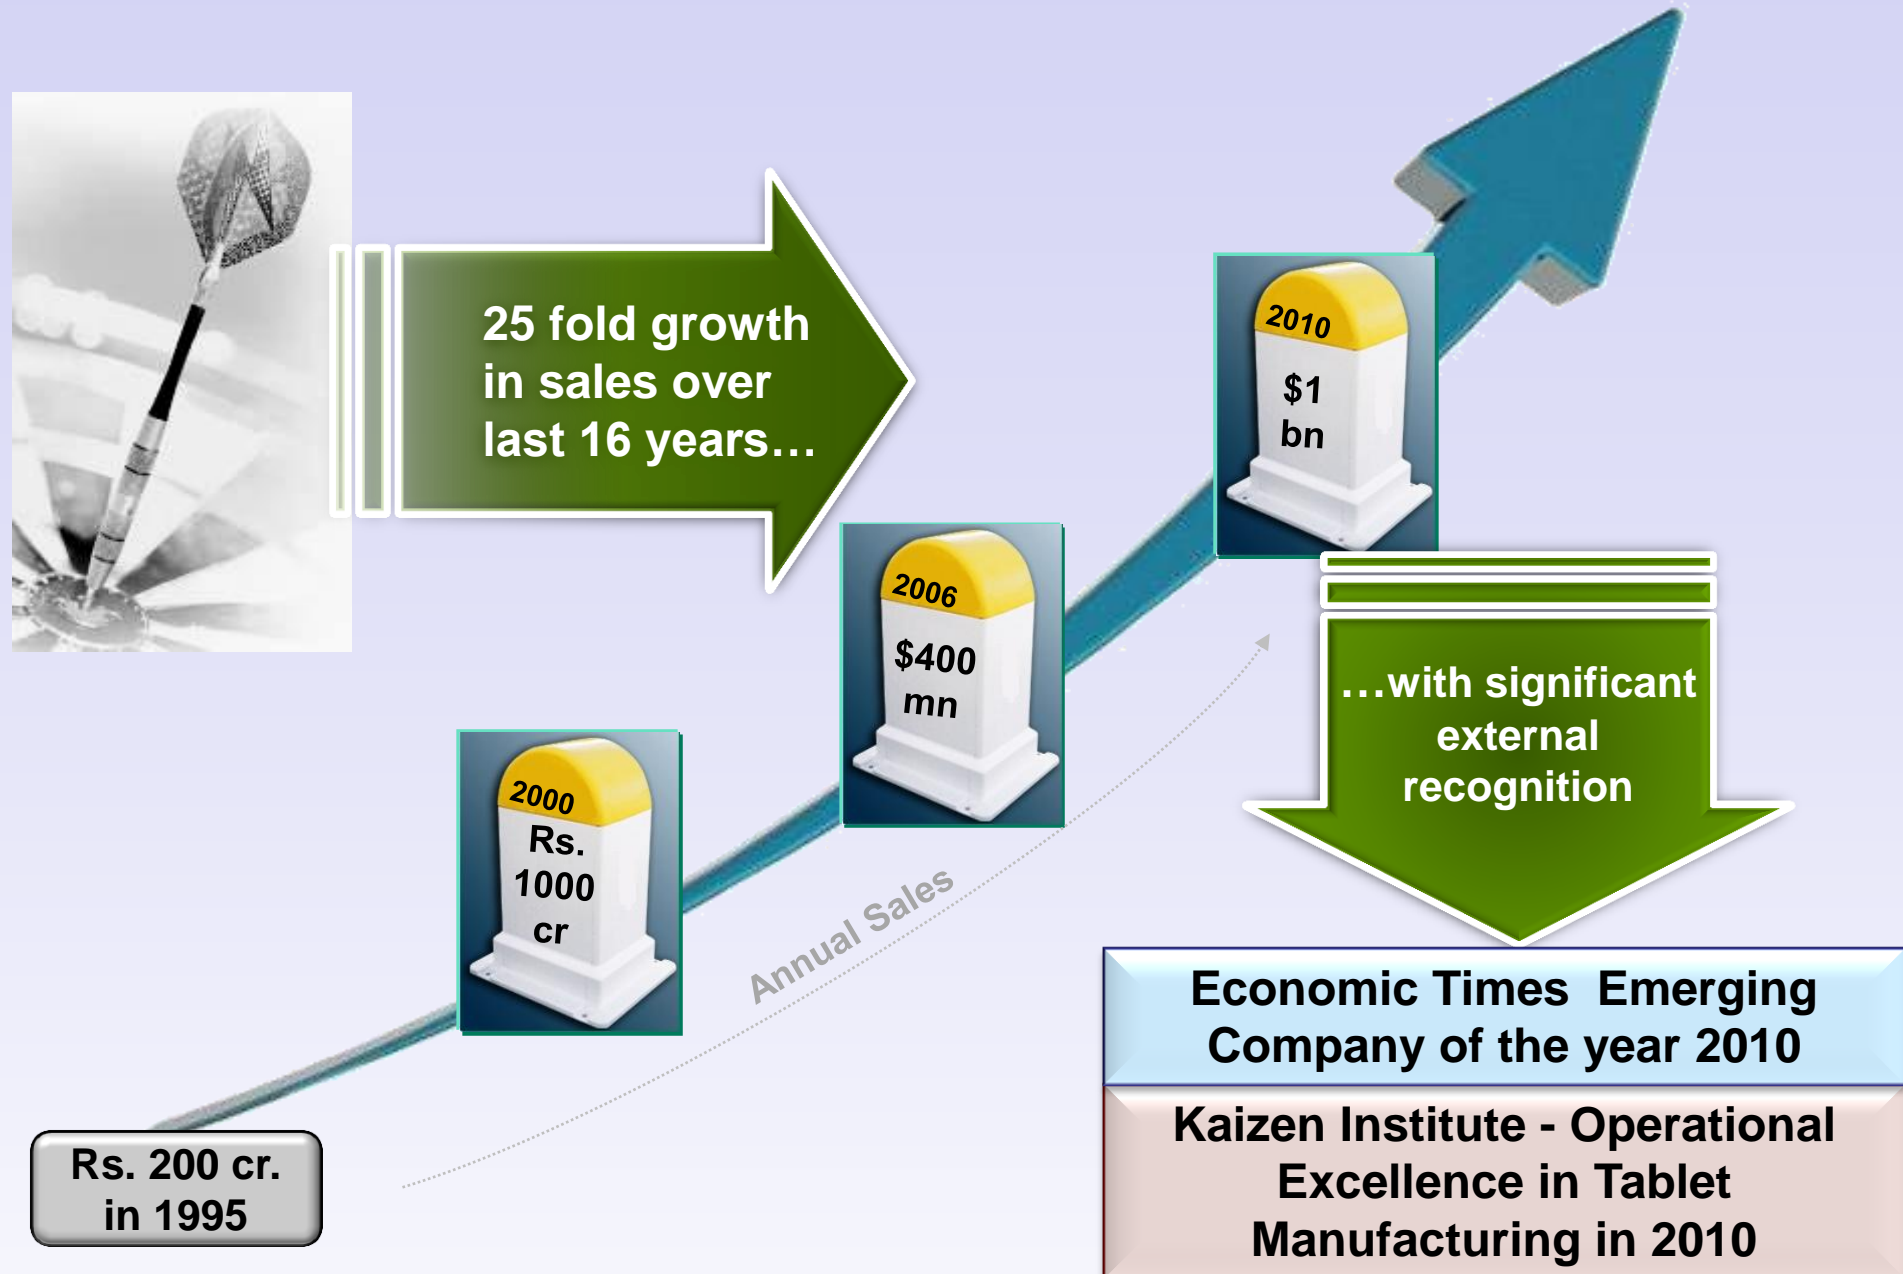 25 fold growth
in sales over
last 16 years…
2010
$1
bn
2006
$400
mn
2000
Rs.
1000
cr
Annual Sales
Rs. 200 cr.
in 1995
…with significant
external
recognition
Economic Times  Emerging
Company of the year 2010
Kaizen Institute - Operational
Excellence in Tablet
Manufacturing in 2010